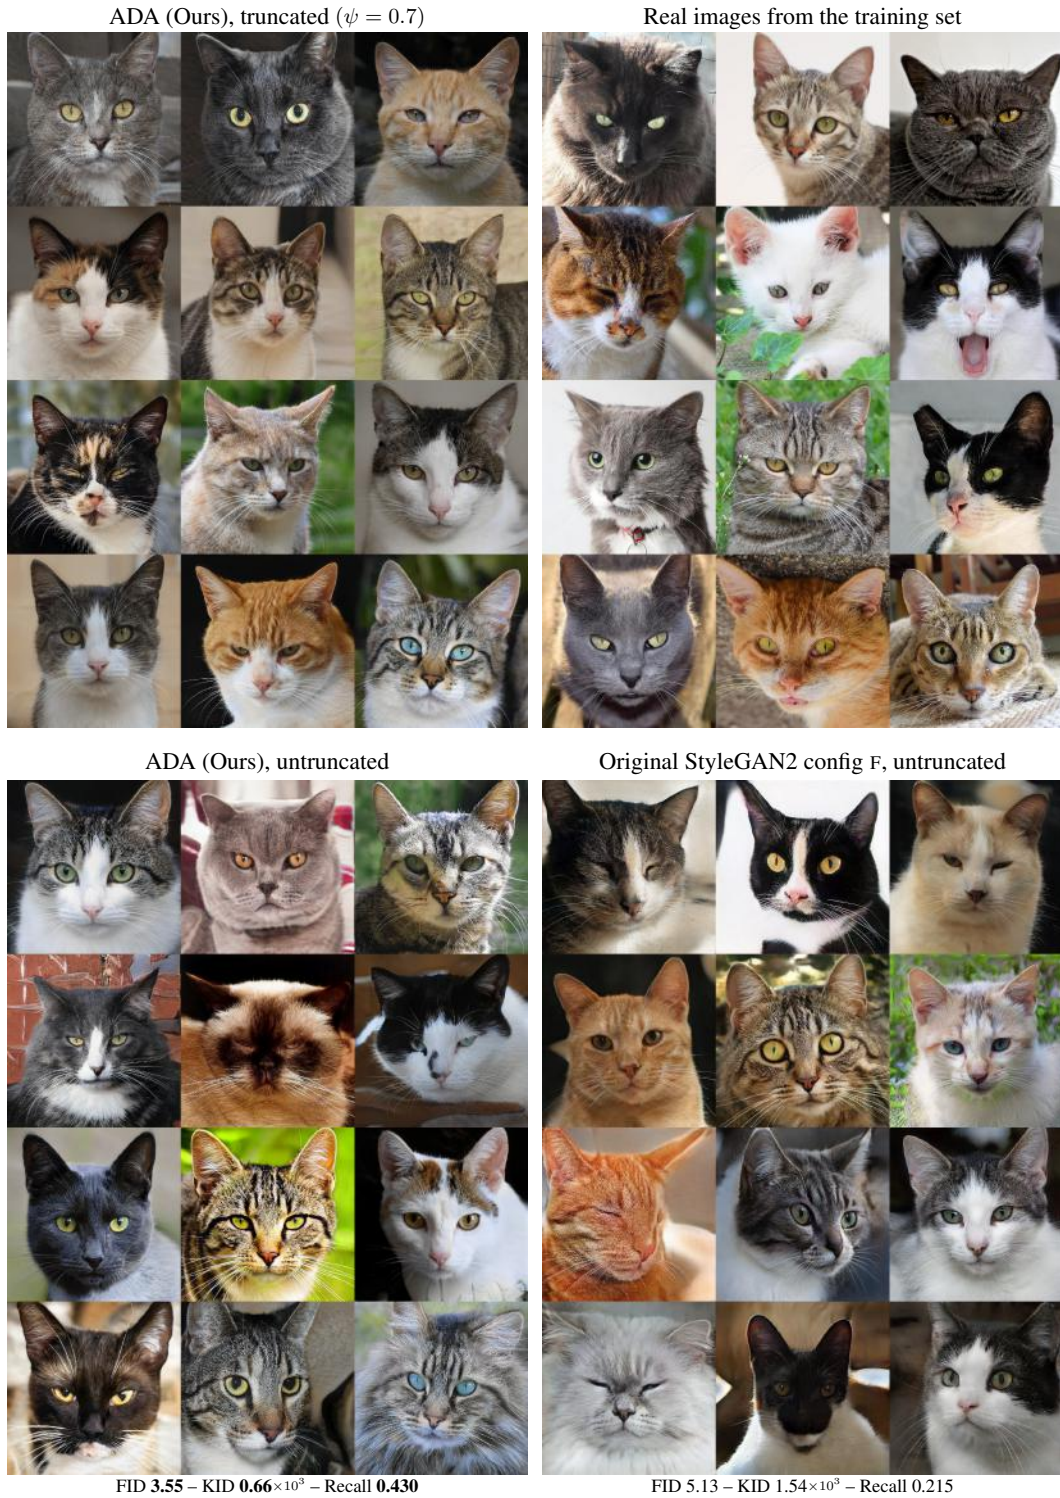 ADA (Ours), truncated (ψ = 0.7)
Real images from the training set
ADA (Ours), untruncated
Original StyleGAN2 config F, untruncated
FID 3.55 – KID 0.66×10³ – Recall 0.430
FID 5.13 – KID 1.54×10³ – Recall 0.215